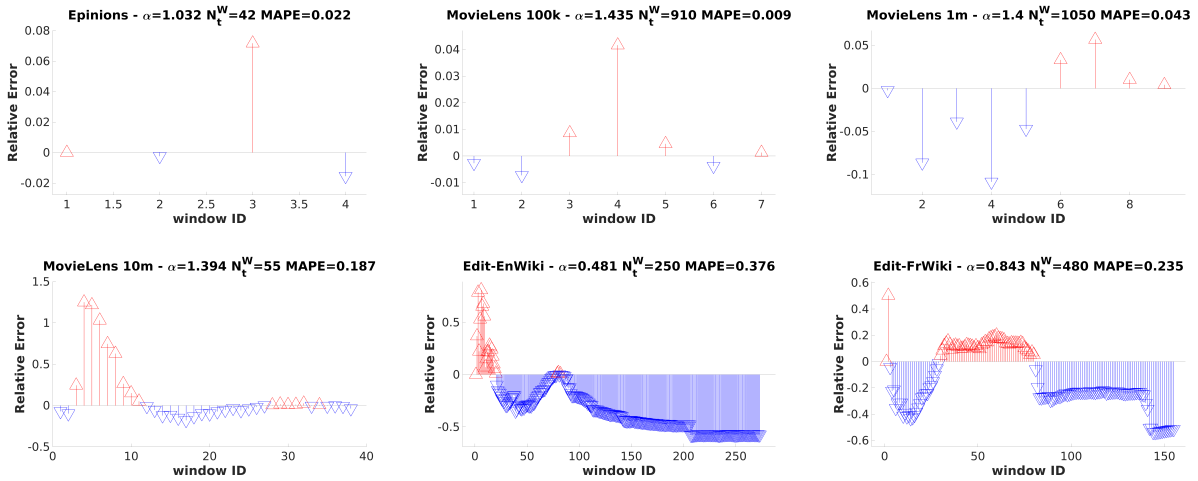 Epinions - α=1.032 N_t^W=42 MAPE=0.022
Relative Error
0.08
0.06
0.04
0.02
0
-0.02
1 1.5 2 2.5 3 3.5 4
window ID
MovieLens 100k - α=1.435 N_t^W=910 MAPE=0.009
Relative Error
0.04
0.03
0.02
0.01
0
-0.01
1 2 3 4 5 6 7
window ID
MovieLens 1m - α=1.4 N_t^W=1050 MAPE=0.043
Relative Error
0.05
0
-0.05
-0.1
2 4 6 8
window ID
MovieLens 10m - α=1.394 N_t^W=55 MAPE=0.187
Relative Error
1.5
1
0.5
0
-0.5
0 10 20 30 40
window ID
Edit-EnWiki - α=0.481 N_t^W=250 MAPE=0.376
Relative Error
0.5
0
-0.5
0 50 100 150 200 250
window ID
Edit-FrWiki - α=0.843 N_t^W=480 MAPE=0.235
Relative Error
0.6
0.4
0.2
0
-0.2
-0.4
-0.6
0 50 100 150
window ID